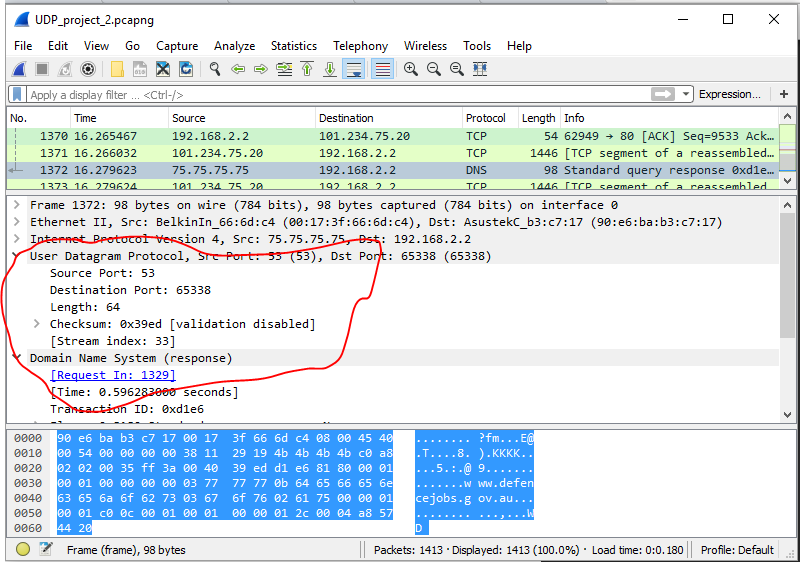 UDP_project_2.pcapng
File Edit View Go Capture Analyze Statistics Telephony Wireless Tools Help
Apply a display filter ... <Ctrl-/> Expression... +
No. Time Source Destination Protocol Length Info
1370 16.265467 192.168.2.2 101.234.75.20 TCP 54 62949 → 80 [ACK] Seq=9533 Ack…
1371 16.266032 101.234.75.20 192.168.2.2 TCP 1446 [TCP segment of a reassembled…
1372 16.279623 75.75.75.75 192.168.2.2 DNS 98 Standard query response 0xd1e…
1373 16.279624 101.234.75.20 192.168.2.2 TCP 1446 [TCP segment of a reassembled…
Frame 1372: 98 bytes on wire (784 bits), 98 bytes captured (784 bits) on interface 0
Ethernet II, Src: BelkinIn_66:6d:c4 (00:17:3f:66:6d:c4), Dst: AsustekC_b3:c7:17 (90:e6:ba:b3:c7:17)
Internet Protocol Version 4, Src: 75.75.75.75, Dst: 192.168.2.2
User Datagram Protocol, Src Port: 53 (53), Dst Port: 65338 (65338)
Source Port: 53
Destination Port: 65338
Length: 64
Checksum: 0x39ed [validation disabled]
[Stream index: 33]
Domain Name System (response)
[Request In: 1329]
[Time: 0.596283000 seconds]
Transaction ID: 0xd1e6
0000 90 e6 ba b3 c7 17 00 17 3f 66 6d c4 08 00 45 40 ........ ?fm...E@
0010 00 54 00 00 00 00 38 11 29 19 4b 4b 4b 4b c0 a8 .T....8. ).KKKK..
0020 02 02 00 35 ff 3a 00 40 39 ed d1 e6 81 80 00 01 ...5.:.@ 9.......
0030 00 01 00 00 00 00 03 77 77 77 0b 64 65 66 65 6e .......w ww.defen
0040 63 65 6a 6f 62 73 03 67 6f 76 02 61 75 00 00 01 cejobs.g ov.au...
0050 00 01 c0 0c 00 01 00 01 00 00 01 2c 00 04 a8 57 ........ ...,...W
0060 44 20 D
Frame (frame), 98 bytes Packets: 1413 · Displayed: 1413 (100.0%) · Load time: 0:0.180 Profile: Default